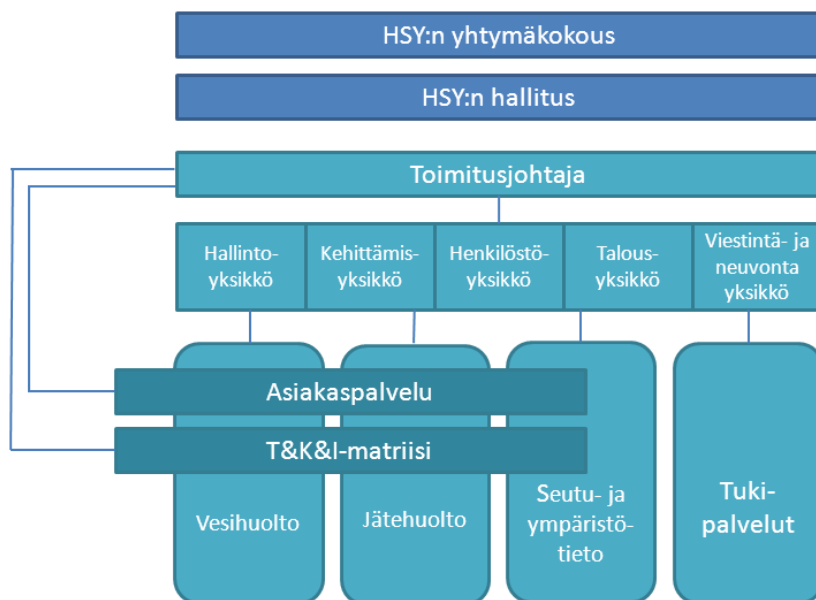 HSY:n yhtymäkokous
HSY:n hallitus
Toimitusjohtaja
Hallinto-
yksikkö
Kehittämis-
yksikkö
Henkilöstö-
yksikkö
Talous-
yksikkö
Viestintä- ja
neuvonta
yksikkö
Asiakaspalvelu
T&K&I-matriisi
Vesihuolto
Jätehuolto
Seutu- ja
ympäristö-
tieto
Tuki-
palvelut